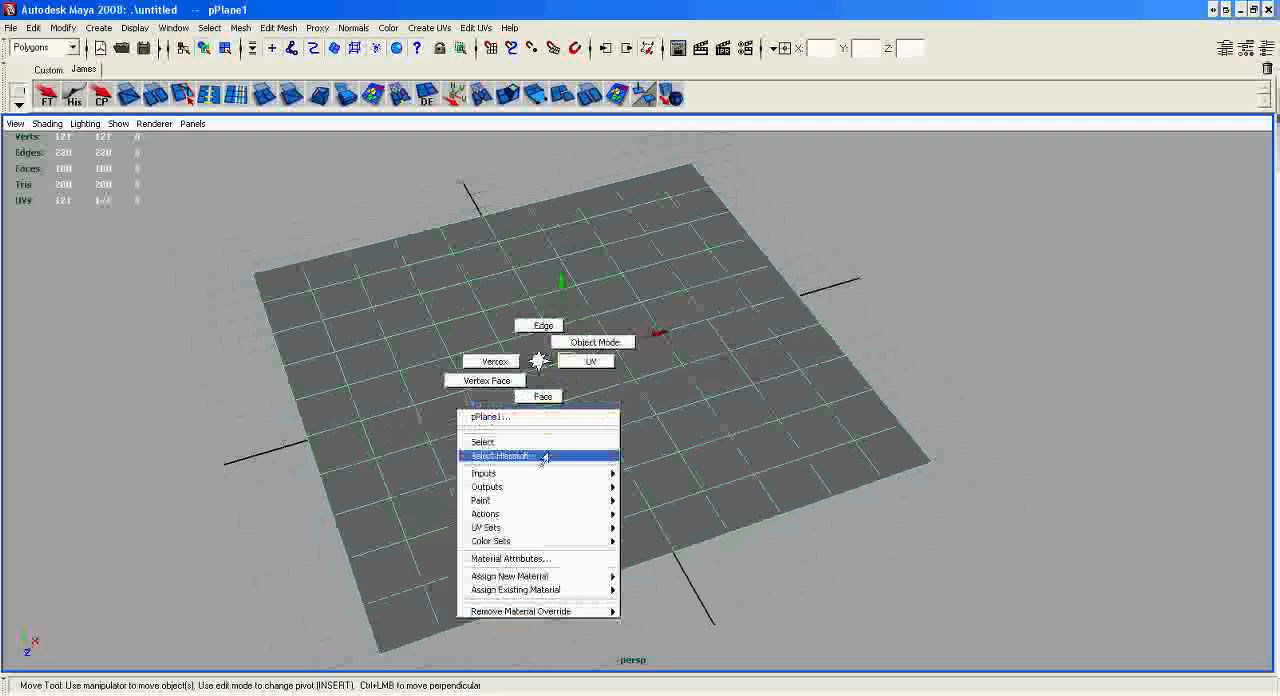 Autodesk Maya 2008: .\untitled -- pPlane1
File Edit Modify Create Display Window Select Mesh Edit Mesh Proxy Normals Color Create UVs Edit UVs Help
Polygons X: Y: Z:
Custom James
FT His CP DE
View Shading Lighting Show Renderer Panels
Verts: 121 121 0
Edges: 220 220 0
Faces: 100 100 0
Tris 200 200 0
UVs 121 0
Edge
Object Mode
Vertex UV
Vertex Face
Face
pPlane1...
Select
Select Hierarchy
Inputs
Outputs
Paint
Actions
UV Sets
Color Sets
Material Attributes...
Assign New Material
Assign Existing Material
Remove Material Override
persp
Move Tool: Use manipulator to move object(s). Use edit mode to change pivot (INSERT). Ctrl+LMB to move perpendicular